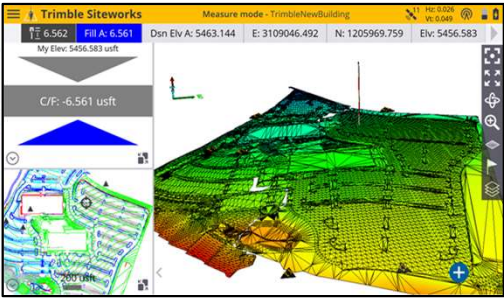 Trimble Siteworks
Measure mode - TrimbleNewBuilding
11
Hz: 0.026
Vt: 0.049
6.562
Fill A: 6.561
Dsn Elv A: 5463.144
E: 3109046.492
N: 1205969.759
Elv: 5456.583
My Elev: 5456.583 usft
C/F: -6.561 usft
200 usft